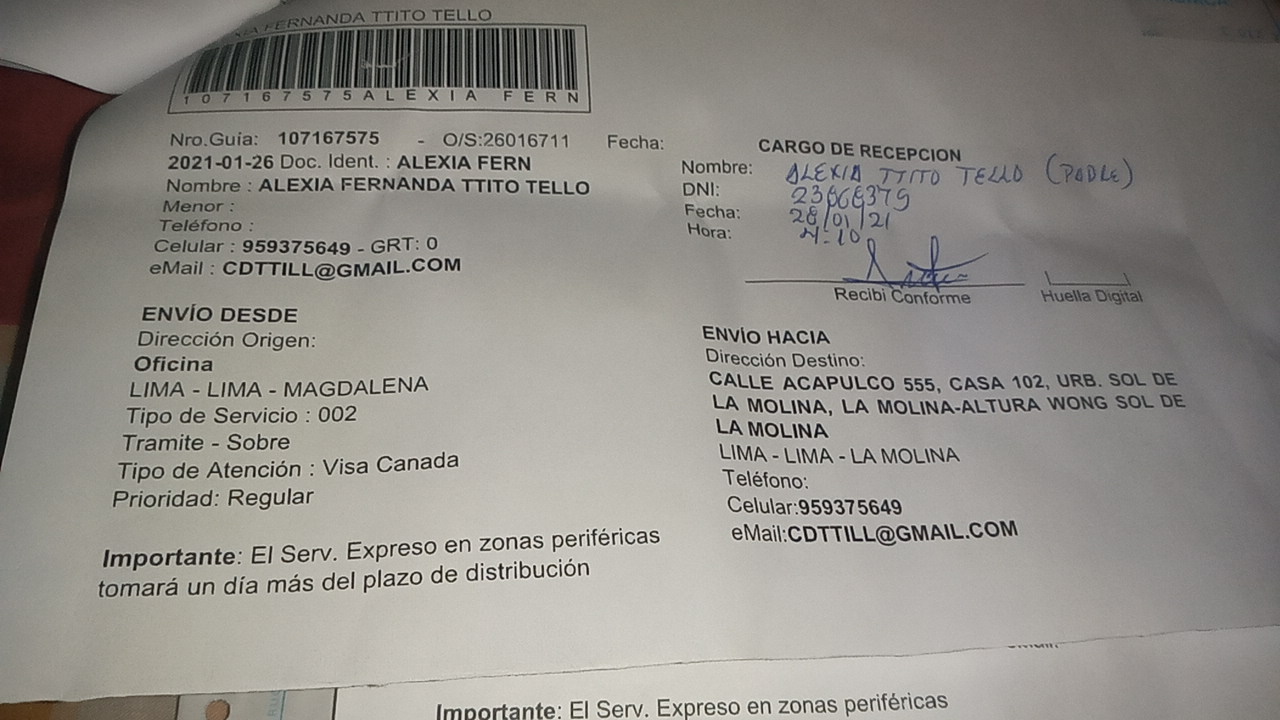 FERNANDA TTITO TELLO
107167575ALEXIA FERN
Nro.Guía: 107167575 - O/S:26016711 Fecha:
2021-01-26 Doc. Ident. : ALEXIA FERN
Nombre : ALEXIA FERNANDA TTITO TELLO
Menor :
Teléfono :
Celular : 959375649 - GRT: 0
eMail : CDTTILL@GMAIL.COM
ENVÍO DESDE
Dirección Origen:
Oficina
LIMA - LIMA - MAGDALENA
Tipo de Servicio : 002
Tramite - Sobre
Tipo de Atención : Visa Canada
Prioridad: Regular
Importante: El Serv. Expreso en zonas periféricas
tomará un día más del plazo de distribución
CARGO DE RECEPCION
Nombre: ALEXIA TTITO TELLO (PADRE)
DNI:
Fecha: 28/01/21
Hora: 4-10
Recibi Conforme
Huella Digital
ENVÍO HACIA
Dirección Destino:
CALLE ACAPULCO 555, CASA 102, URB. SOL DE
LA MOLINA, LA MOLINA-ALTURA WONG SOL DE
LA MOLINA
LIMA - LIMA - LA MOLINA
Teléfono:
Celular:959375649
eMail:CDTTILL@GMAIL.COM
Importante: El Serv. Expreso en zonas periféricas